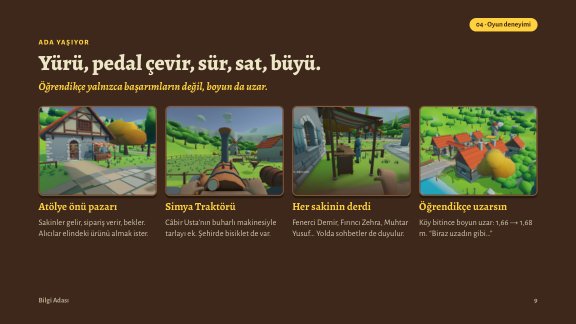 04 · Oyun deneyimi
ADA YAŞIYOR
Yürü, pedal çevir, sür, sat, büyü.
Öğrendikçe yalnızca başarımların değil, boyun da uzar.
Atölye önü pazarı
Sakinler gelir, sipariş verir, bekler.
Alıcılar elindeki ürünü almak ister.
Simya Traktörü
Câbir Usta'nın buharlı makinesiyle
tarlayı ek. Şehirde bisiklet de var.
Her sakinin derdi
Fenerci Demir, Fırıncı Zehra, Muhtar
Yusuf... Yolda sohbetler de duyulur.
Öğrendikçe uzarsın
Köy bitince boyun uzar: 1,66 → 1,68
m. "Biraz uzadın gibi..."
Bilgi Adası
9